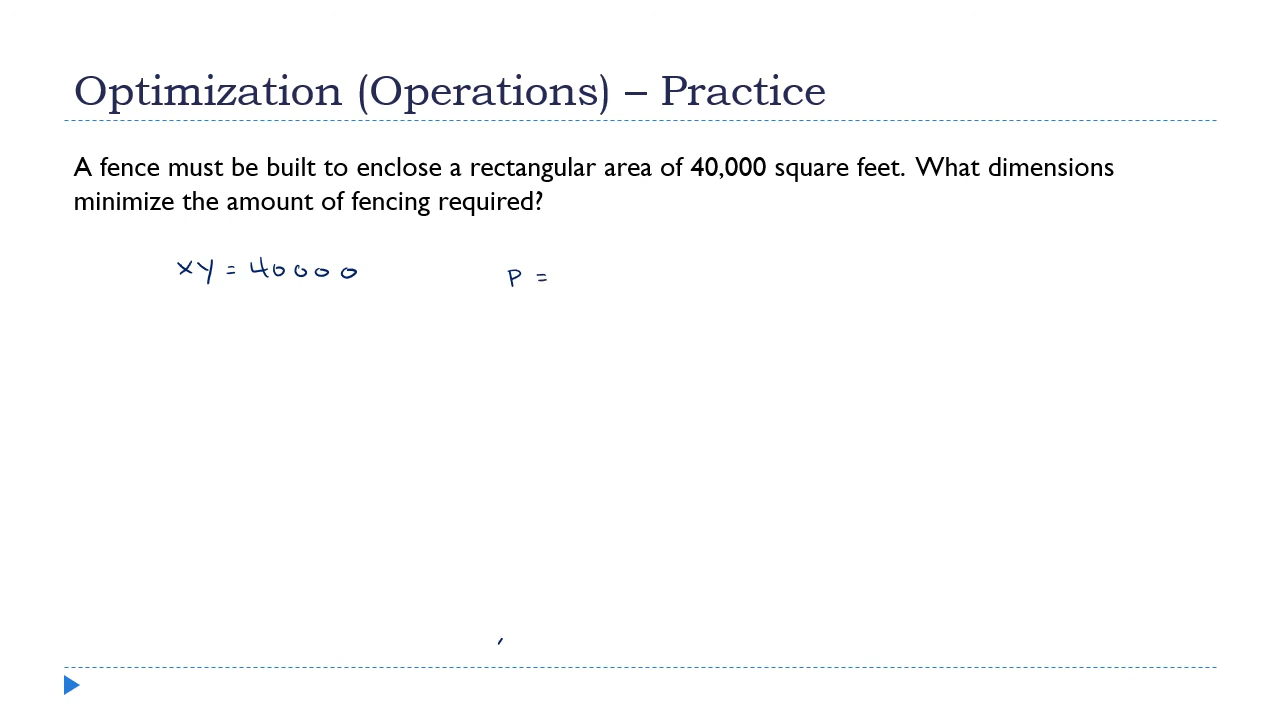 Optimization (Operations) – Practice
A fence must be built to enclose a rectangular area of 40,000 square feet. What dimensions
minimize the amount of fencing required?
xy = 40000 P =